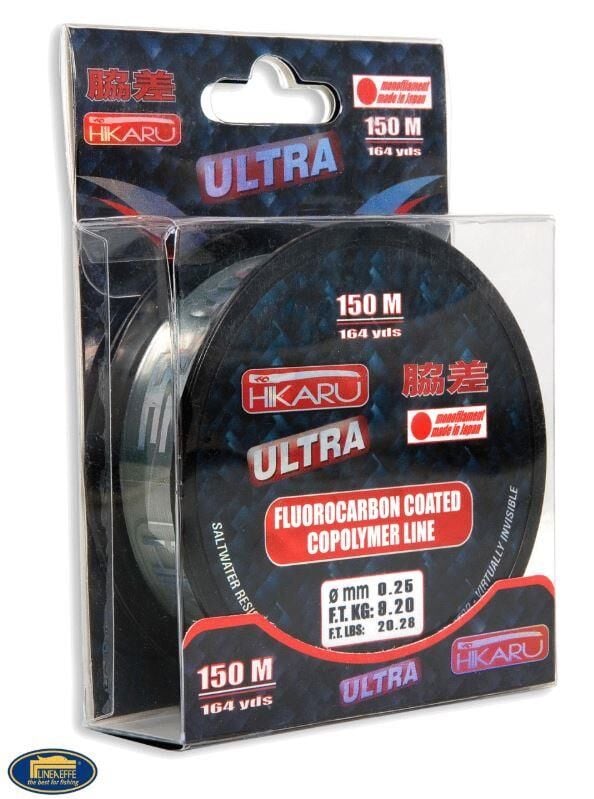 脇差
HIKARU
ULTRA
monofilament
made in Japan
150 M
164 yds
150 M
164 yds
HIKARU
脇差
monofilament
made in Japan
ULTRA
FLUOROCARBON COATED
COPOLYMER LINE
SALTWATER
VIRTUALLY INVISIBLE
ø mm 0.25
F.T. KG: 9.20
F.T. LBS: 20.28
150 M
164 yds
ULTRA
HIKARU
LINEAEFFE
the best for fishing